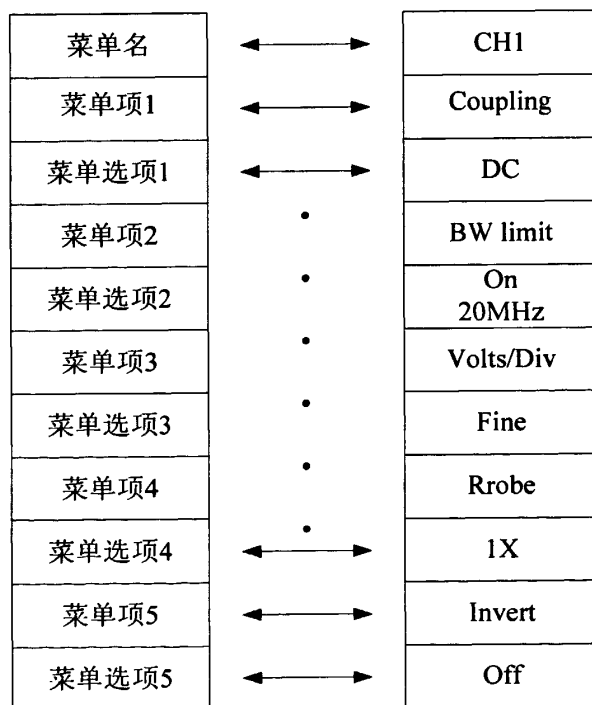 菜单名 CH1
菜单项1 Coupling
菜单选项1 DC
菜单项2 BW limit
菜单选项2 On
20MHz
菜单项3 Volts/Div
菜单选项3 Fine
菜单项4 Rrobe
菜单选项4 1X
菜单项5 Invert
菜单选项5 Off